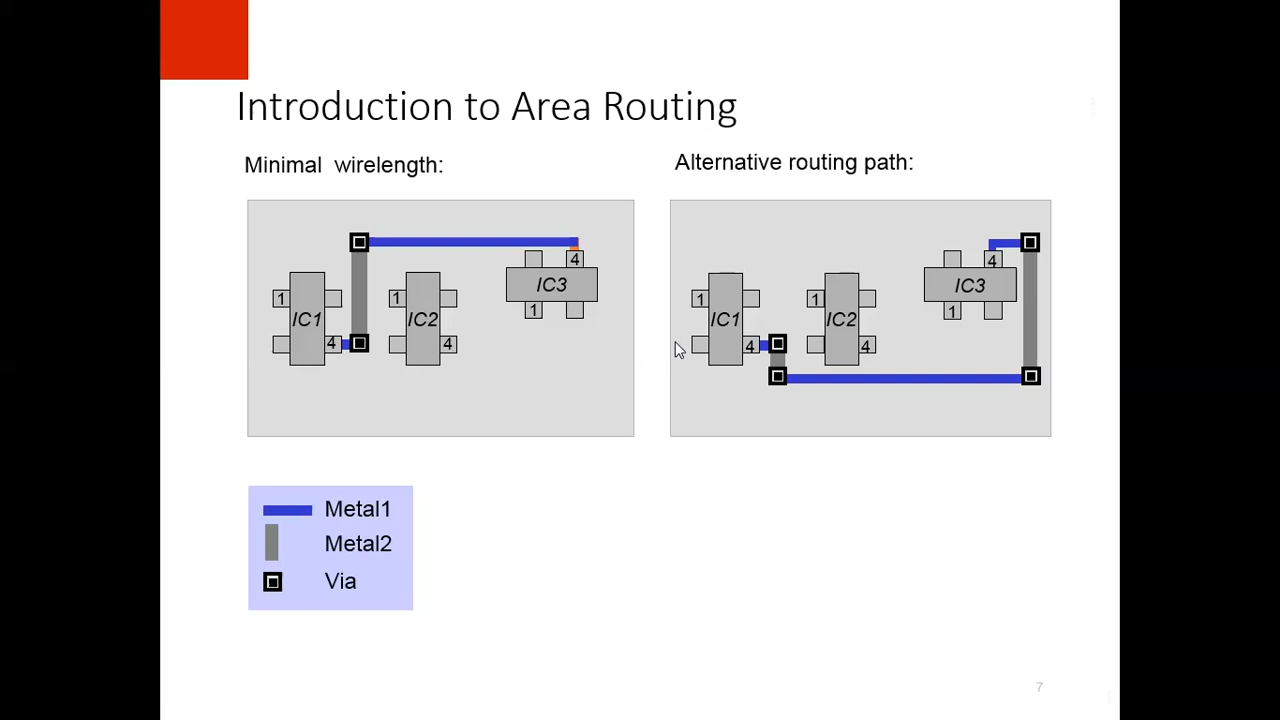 Introduction to Area Routing
Minimal wirelength:
Alternative routing path:
4
IC3
1
1
IC1
4
1
IC2
4
4
IC3
1
1
IC1
4
1
IC2
4
Metal1
Metal2
Via
7